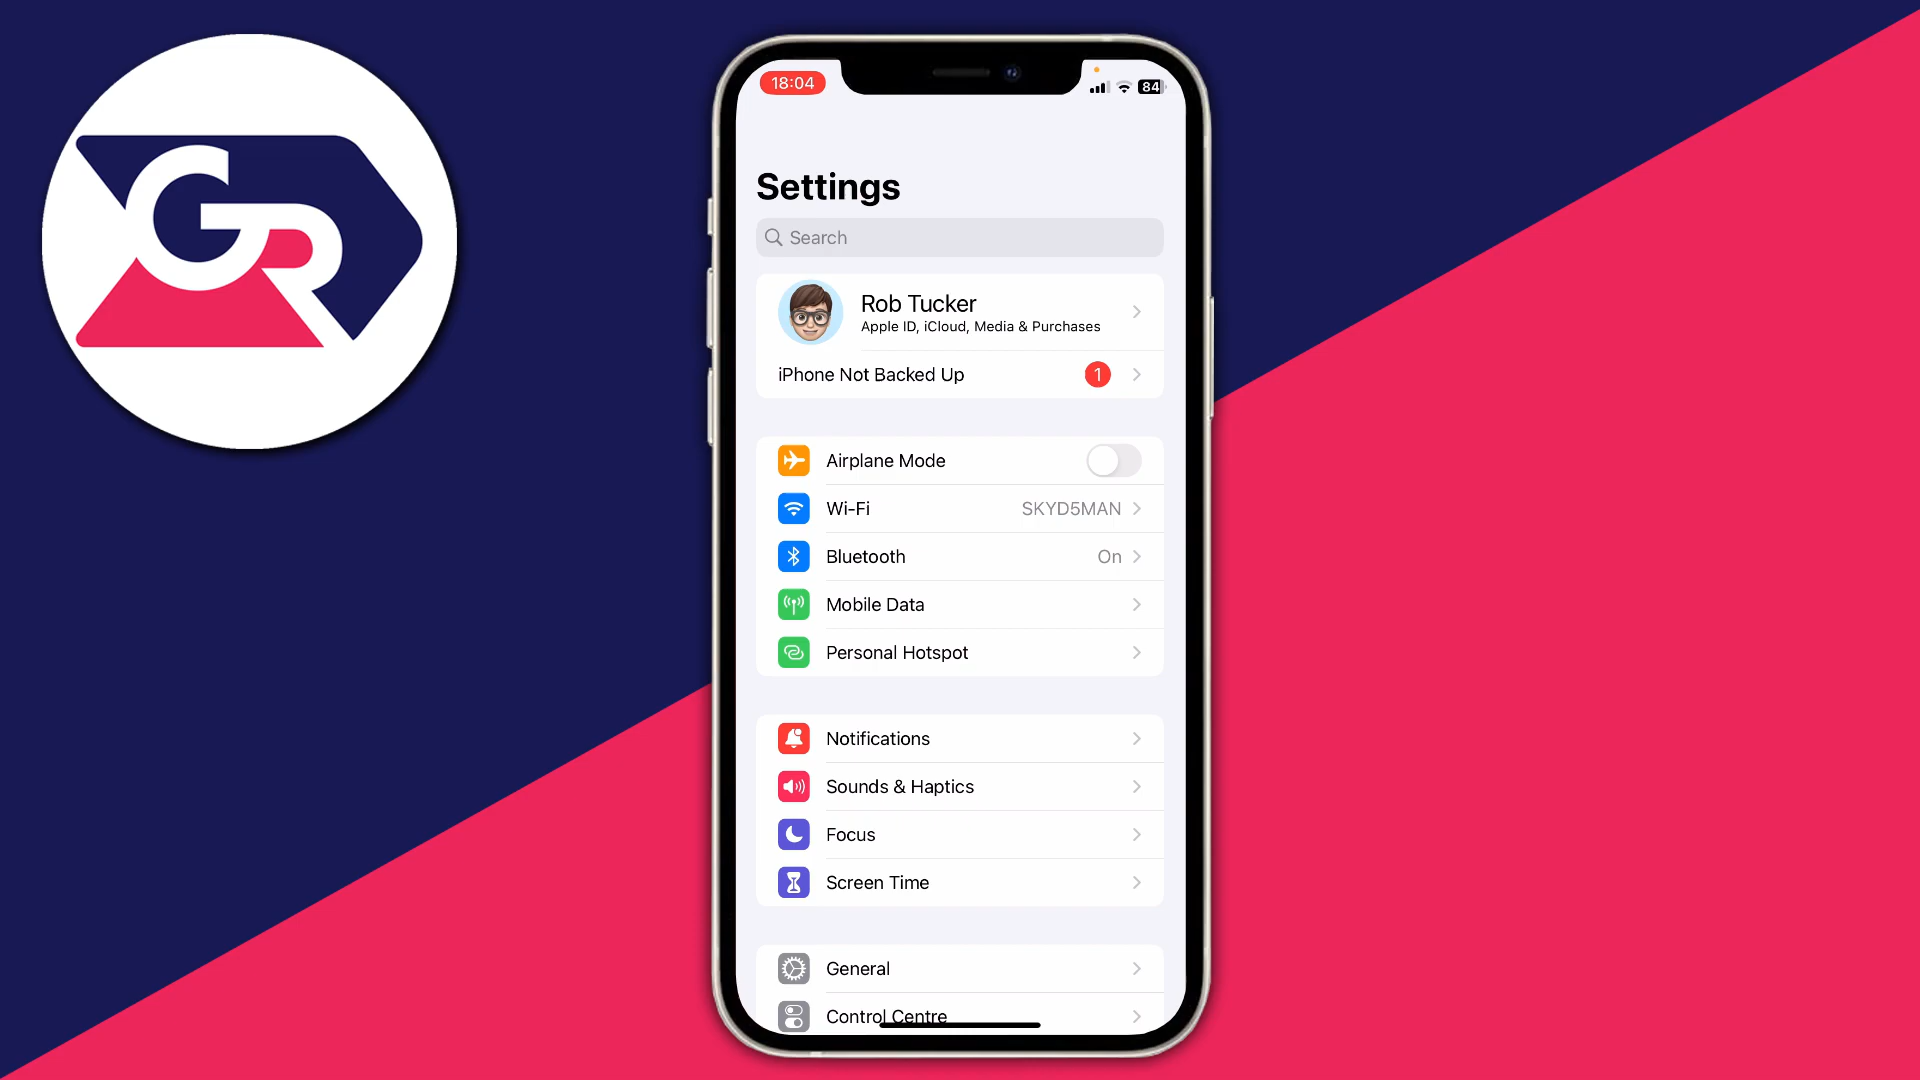 GR
18:04
84
Settings
Search
Rob Tucker
Apple ID, iCloud, Media & Purchases
iPhone Not Backed Up 1
Airplane Mode
Wi-Fi SKYD5MAN
Bluetooth On
Mobile Data
Personal Hotspot
Notifications
Sounds & Haptics
Focus
Screen Time
General
Control Centre